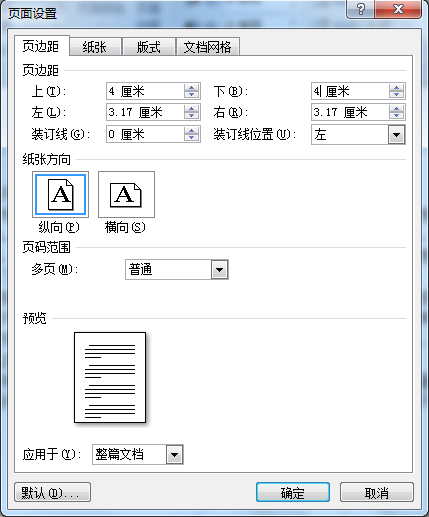 页面设置
页边距 纸张 版式 文档网格
页边距
上(T): 4 厘米 下(B): 4 厘米
左(L): 3.17 厘米 右(R): 3.17 厘米
装订线(G): 0 厘米 装订线位置(U): 左
纸张方向
A A
纵向(P) 横向(S)
页码范围
多页(M): 普通
预览
应用于(Y): 整篇文档
默认(D)... 确定 取消